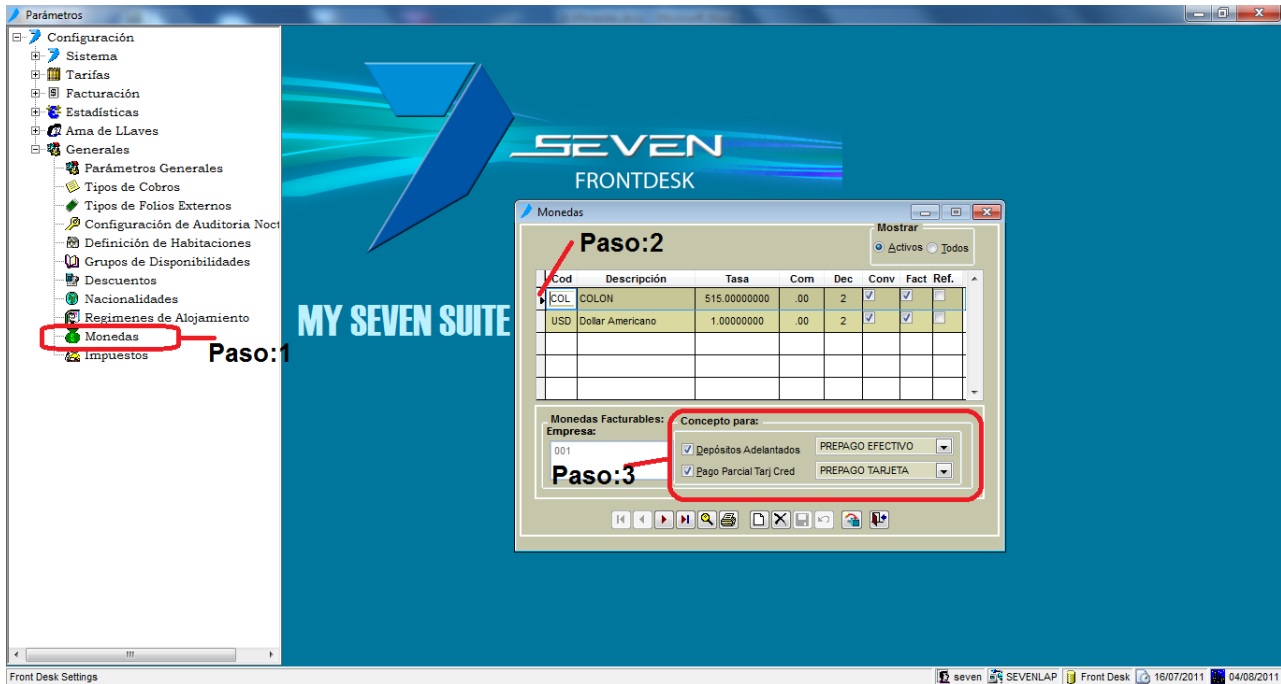 Parámetros
Configuración
Sistema
Tarifas
Facturación
Estadísticas
Ama de LLaves
Generales
Parámetros Generales
Tipos de Cobros
Tipos de Folios Externos
Configuración de Auditoria Noct
Definición de Habitaciones
Grupos de Disponibilidades
Descuentos
Nacionalidades
Regimenes de Alojamiento
Monedas
Impuestos
Paso:1
SEVEN
FRONTDESK
MY SEVEN SUITE
Monedas
Paso:2
Mostrar
Activos Todos
Cod Descripción Tasa Com Dec Conv Fact Ref.
COL COLON 515.00000000 .00 2
USD Dollar Americano 1.00000000 .00 2
Monedas Facturables:
Empresa:
001
Paso:3
Concepto para:
Depósitos Adelantados PREPAGO EFECTIVO
Pago Parcial Tarj Cred PREPAGO TARJETA
Front Desk Settings
seven SEVENLAP Front Desk 16/07/2011 04/08/2011